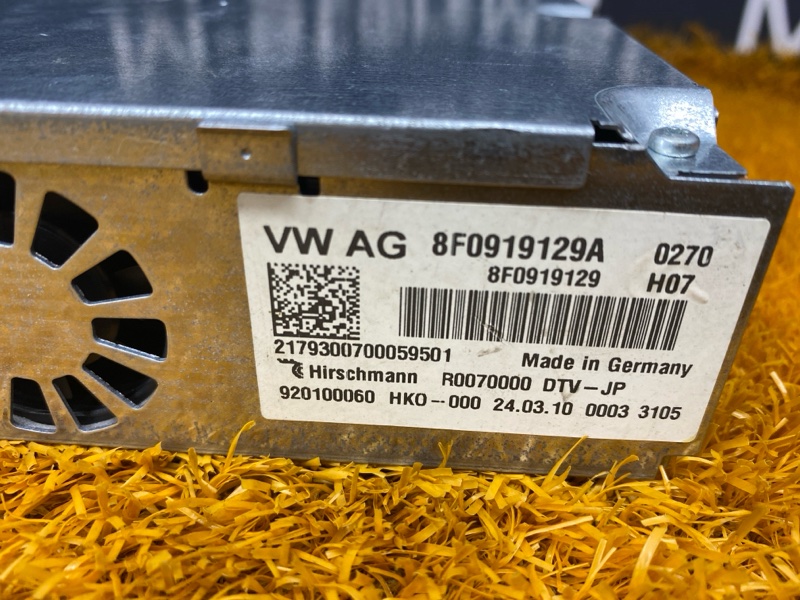 VW AG 8F0919129A 0270
8F0919129 H07
2179300700059501 Made in Germany
Hirschmann R0070000 DTV-JP
920100060 HK0--000 24.03.10 0003 3105